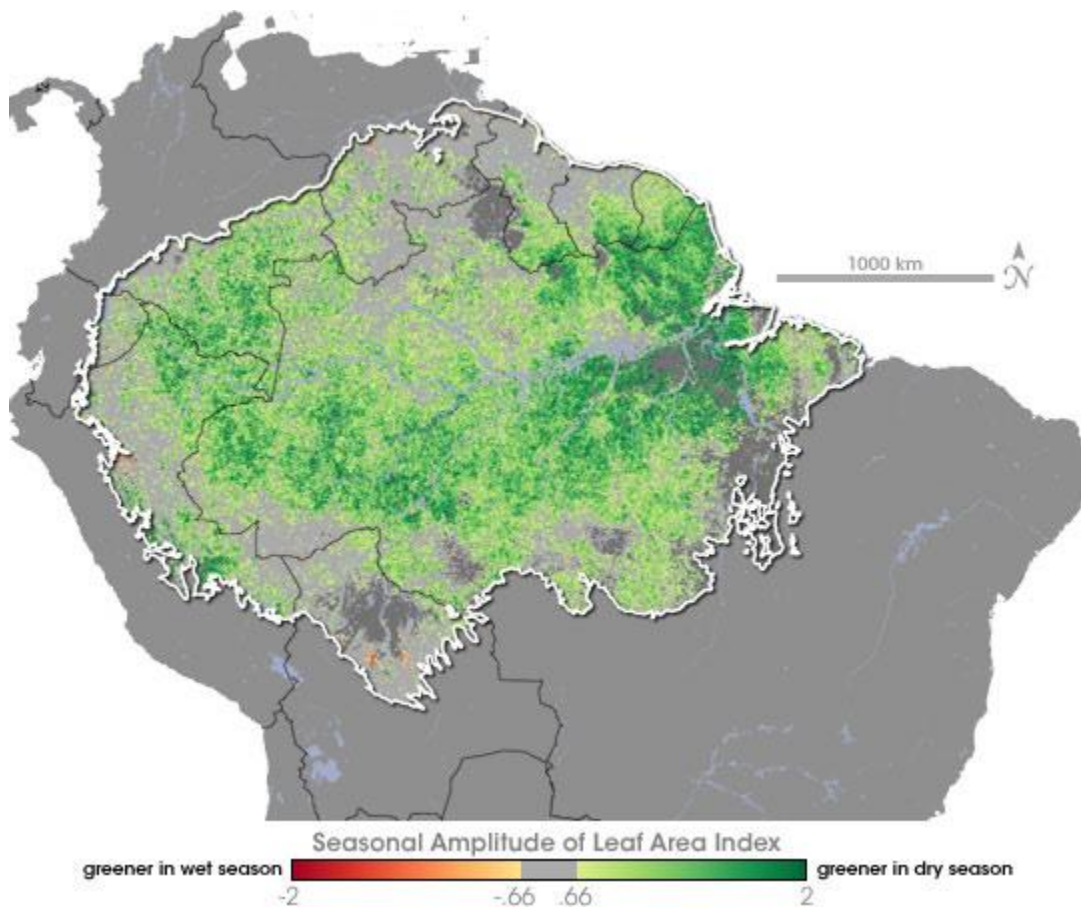 1000 km
N
Seasonal Amplitude of Leaf Area Index
greener in wet season
greener in dry season
-2
-.66
.66
2